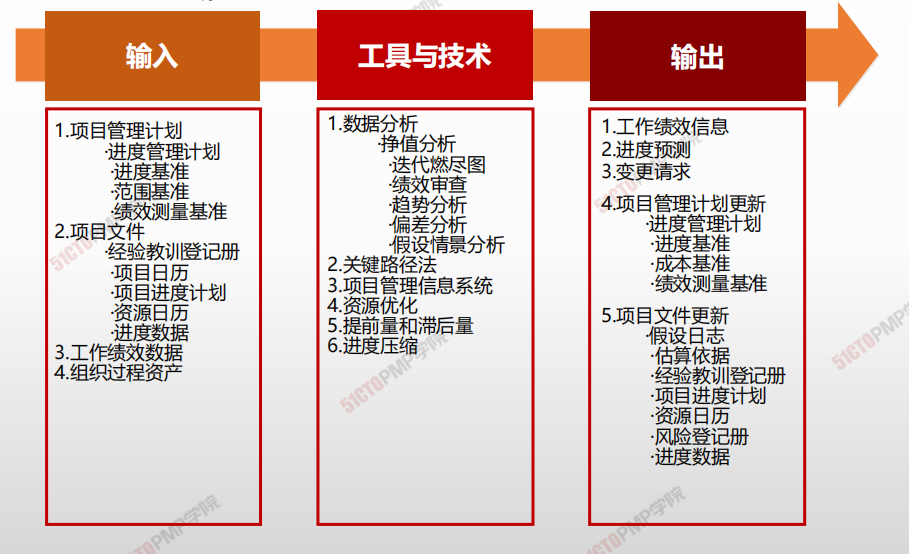 输入
1.项目管理计划
·进度管理计划
·进度基准
·范围基准
·绩效测量基准
2.项目文件
·经验教训登记册
·项目日历
·项目进度计划
·资源日历
·进度数据
3.工作绩效数据
4.组织过程资产
工具与技术
1.数据分析
·挣值分析
·迭代燃尽图
·绩效审查
·趋势分析
·偏差分析
·假设情景分析
2.关键路径法
3.项目管理信息系统
4.资源优化
5.提前量和滞后量
6.进度压缩
输出
1.工作绩效信息
2.进度预测
3.变更请求
4.项目管理计划更新
·进度管理计划
·进度基准
·成本基准
·绩效测量基准
5.项目文件更新
·假设日志
·估算依据
·经验教训登记册
·项目进度计划
·资源日历
·风险登记册
·进度数据
51CTOPMP学院
51CTOPMP学院
51CTOPMP学院
51CTOPMP学院